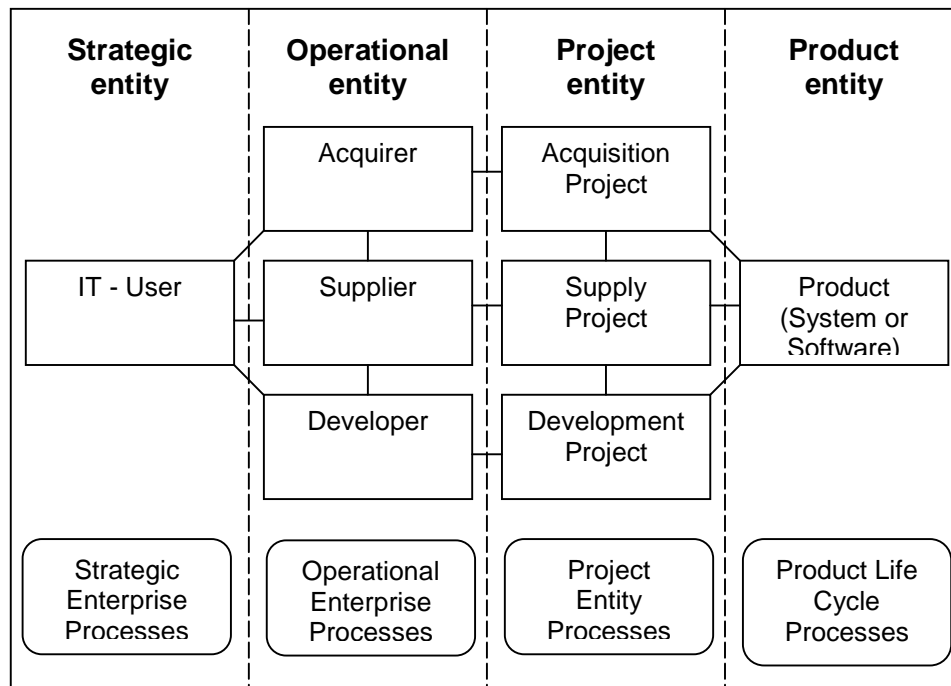 Strategic
entity
Operational
entity
Project
entity
Product
entity
Acquirer
Acquisition
Project
IT - User
Supplier
Supply
Project
Product
(System or
Software)
Developer
Development
Project
Strategic
Enterprise
Processes
Operational
Enterprise
Processes
Project
Entity
Processes
Product Life
Cycle
Processes